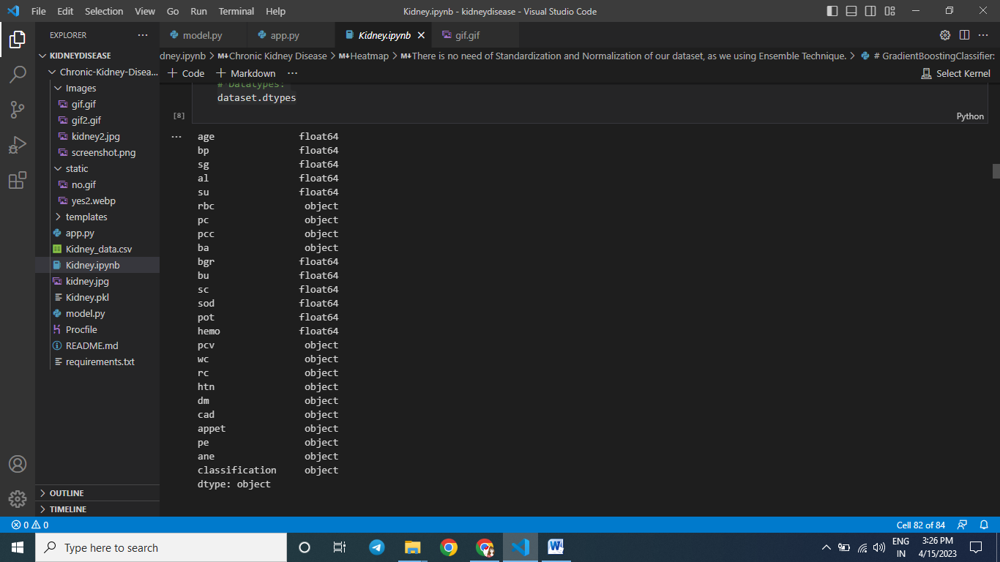 File Edit Selection View Go Run Terminal Help Kidney.ipynb - kidneydisease - Visual Studio Code
EXPLORER
KIDNEYDISEASE
Chronic-Kidney-Disea...
Images
gif.gif
gif2.gif
kidney2.jpg
screenshot.png
static
no.gif
yes2.webp
templates
app.py
Kidney_data.csv
Kidney.ipynb
kidney.jpg
Kidney.pkl
model.py
Procfile
README.md
requirements.txt
OUTLINE
TIMELINE
model.py app.py Kidney.ipynb gif.gif
dney.ipynb > M↓Chronic Kidney Disease > M↓Heatmap > M↓There is no need of Standardization and Normalization of our dataset, as we using Ensemble Technique. > # GradientBoostingClassifier:
+ Code + Markdown ... Select Kernel
# Datatypes:
dataset.dtypes
[8] Python
age float64
bp float64
sg float64
al float64
su float64
rbc object
pc object
pcc object
ba object
bgr float64
bu float64
sc float64
sod float64
pot float64
hemo float64
pcv object
wc object
rc object
htn object
dm object
cad object
appet object
pe object
ane object
classification object
dtype: object
0 0 Cell 82 of 84
Type here to search
ENG
IN
3:26 PM
4/15/2023